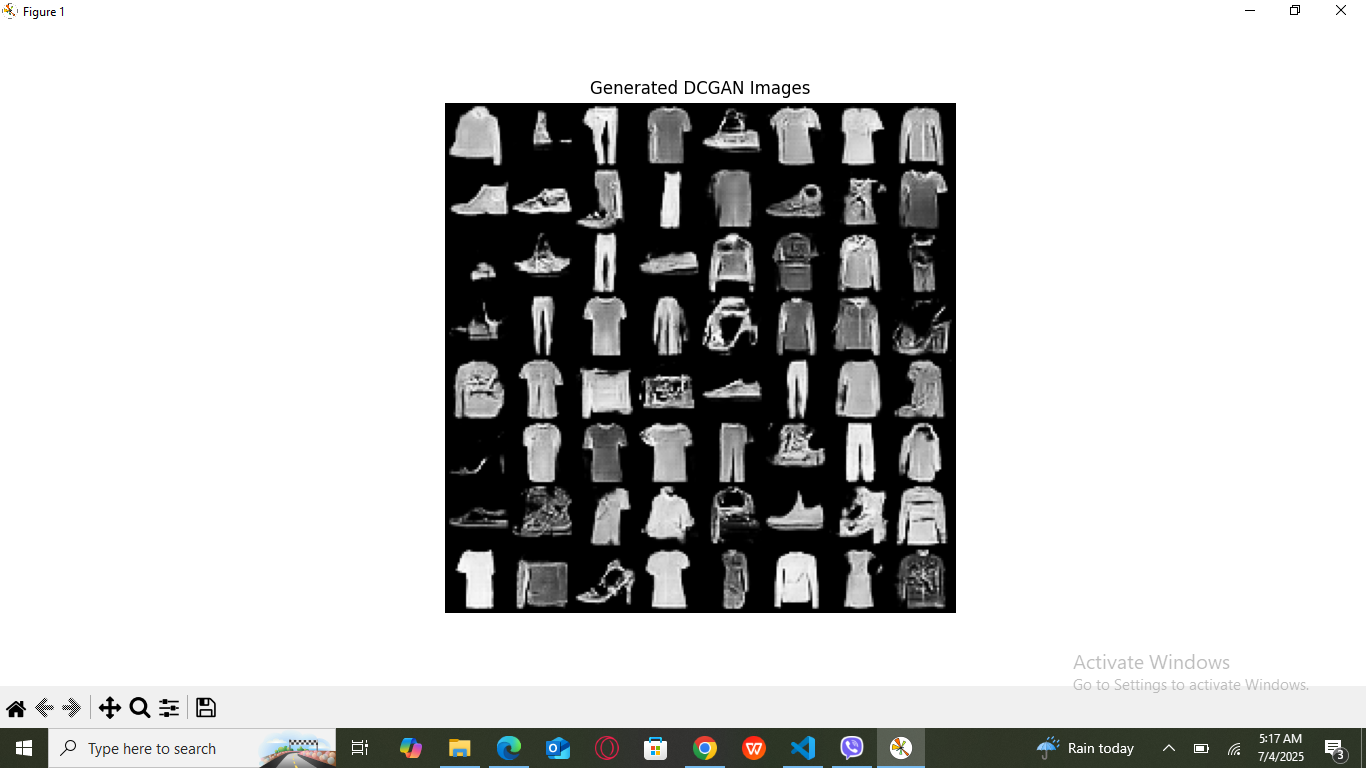 Figure 1
Generated DCGAN Images
Activate Windows
Go to Settings to activate Windows.
Type here to search
Rain today
5:17 AM
7/4/2025
3